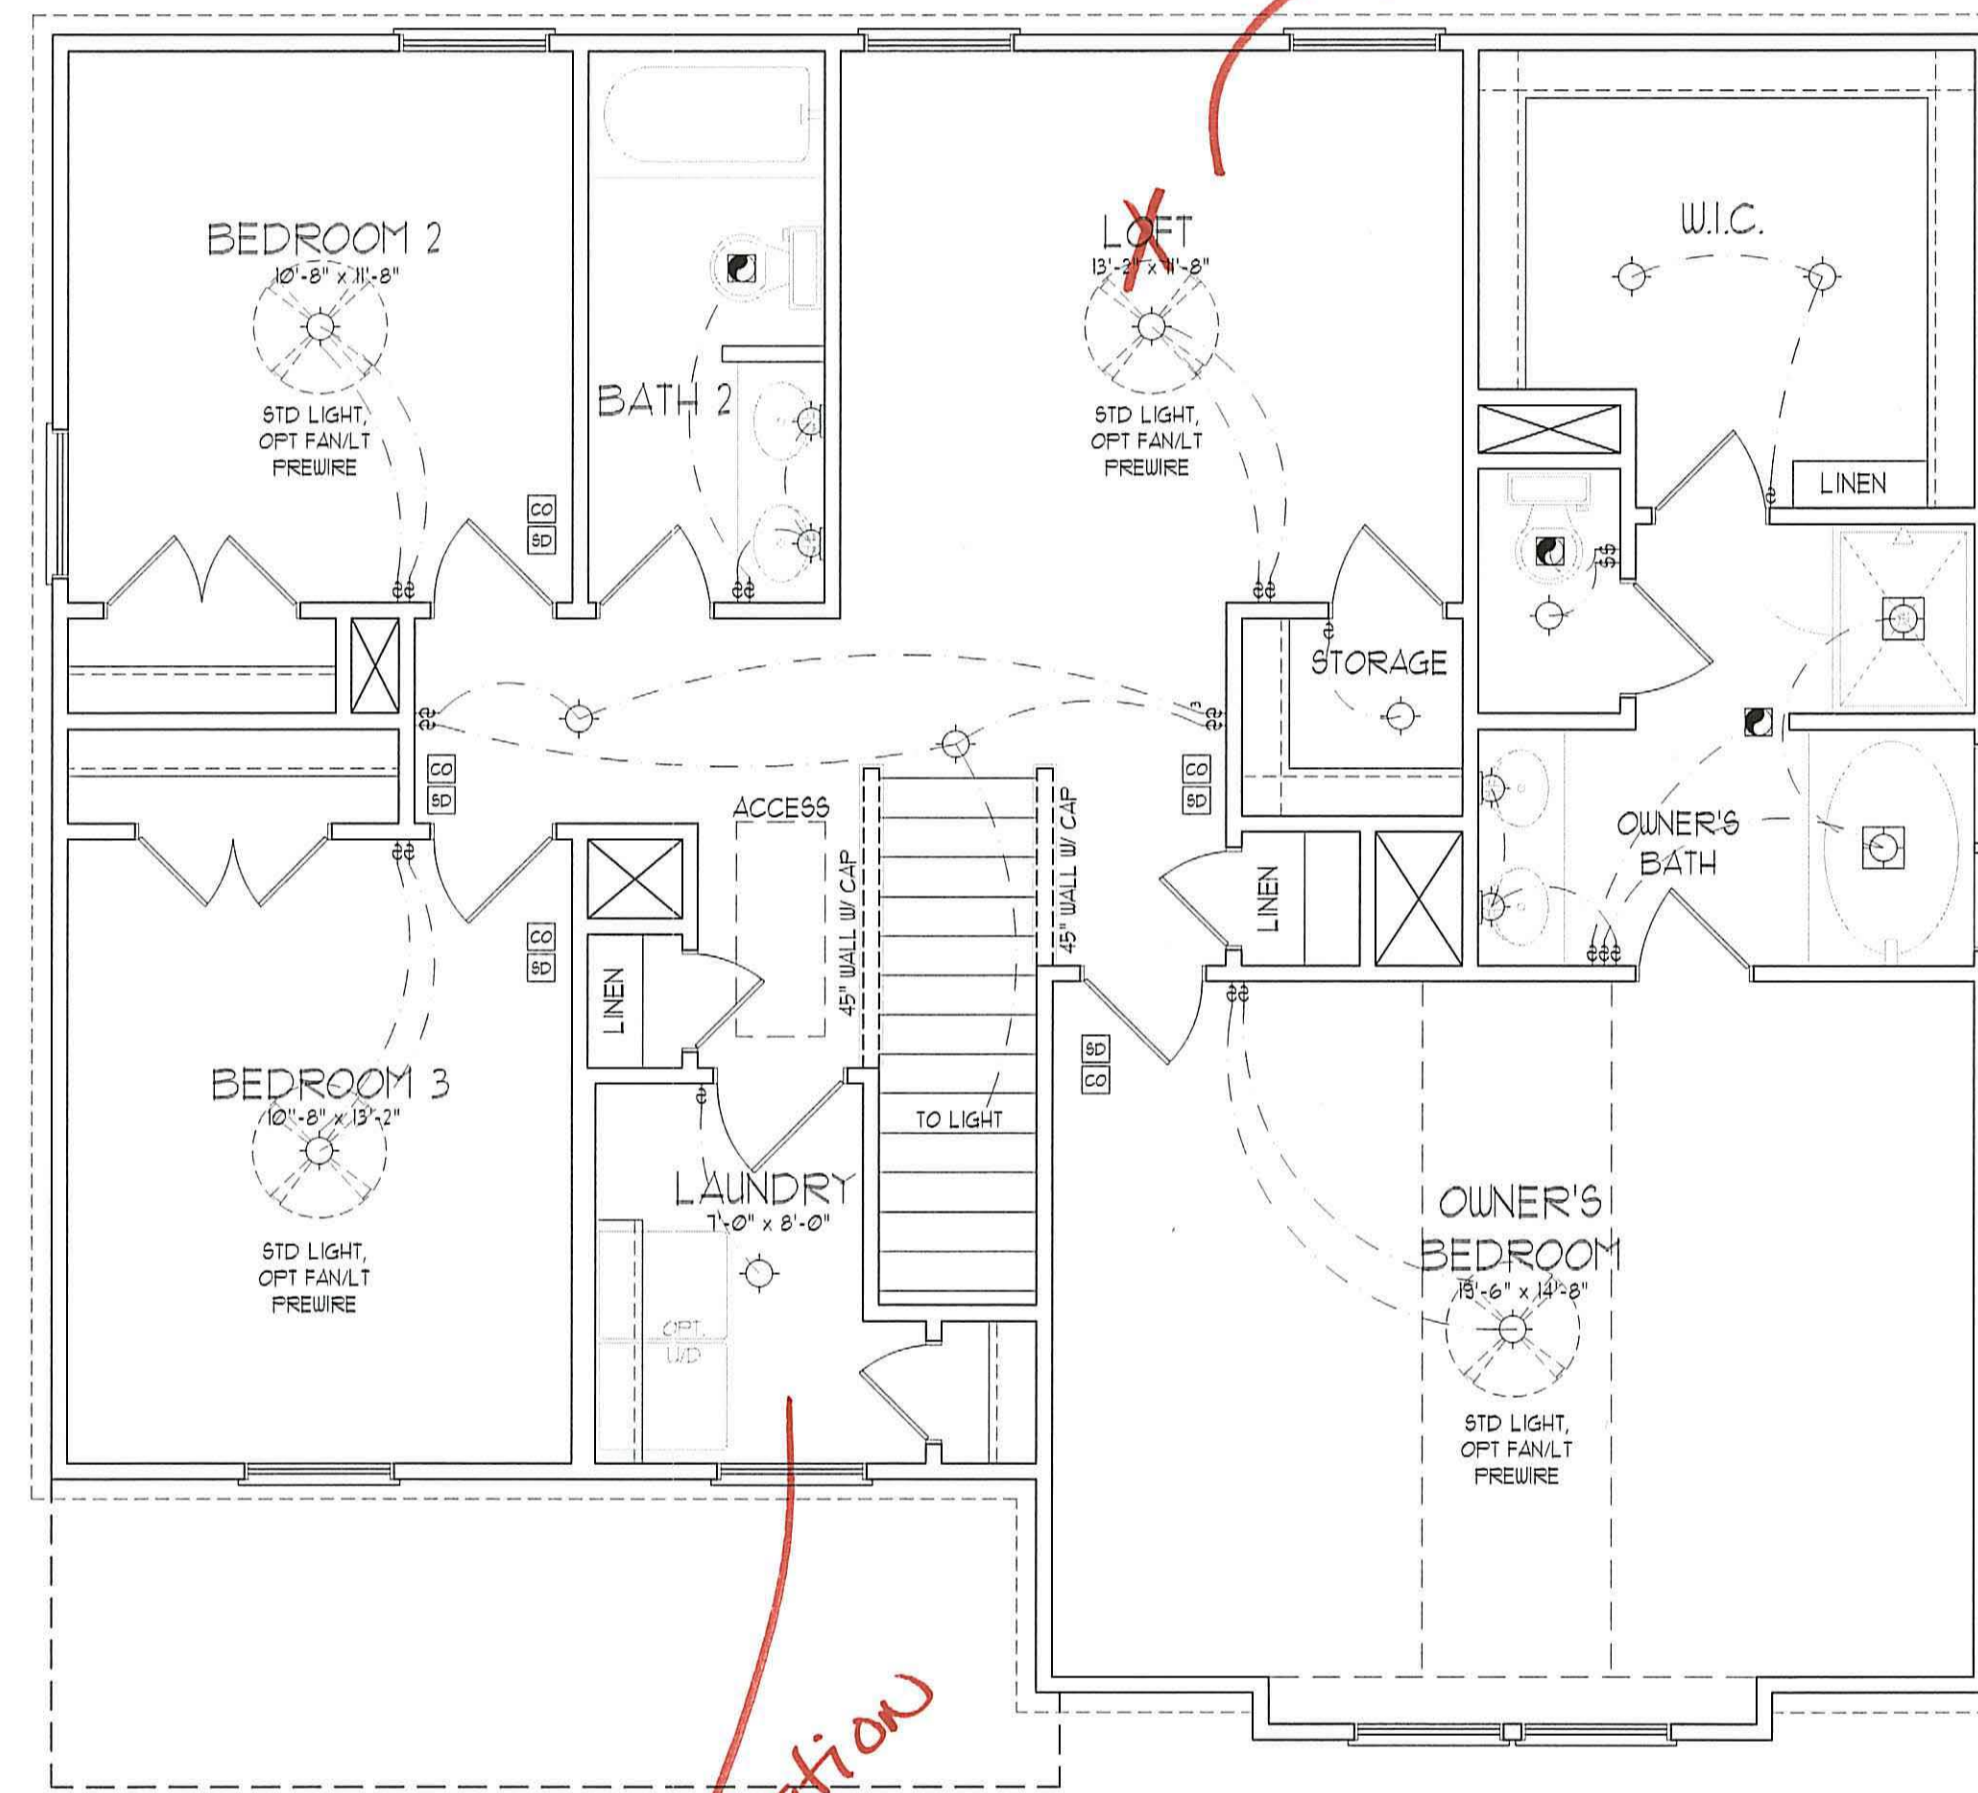 BEDROOM 2
10'-8" x 11'-8"
STD LIGHT,
OPT FAN/LT
PREWIRE
CO
SD
BATH 2
LOFT
13'-2" x 11'-8"
X
STD LIGHT,
OPT FAN/LT
PREWIRE
W.I.C.
LINEN
$$
STORAGE
3
CO
SD
CO
SD
ACCESS
45" WALL W/ CAP
45" WALL W/ CAP
LINEN
OWNER'S
BATH
CO
SD
LINEN
SD
CO
BEDROOM 3
10'-8" x 13'-2"
STD LIGHT,
OPT FAN/LT
PREWIRE
TO LIGHT
LAUNDRY
7'-0" x 8'-0"
OPT.
W/D
OWNER'S
BEDROOM
STD LIGHT,
OPT FAN/LT
PREWIRE